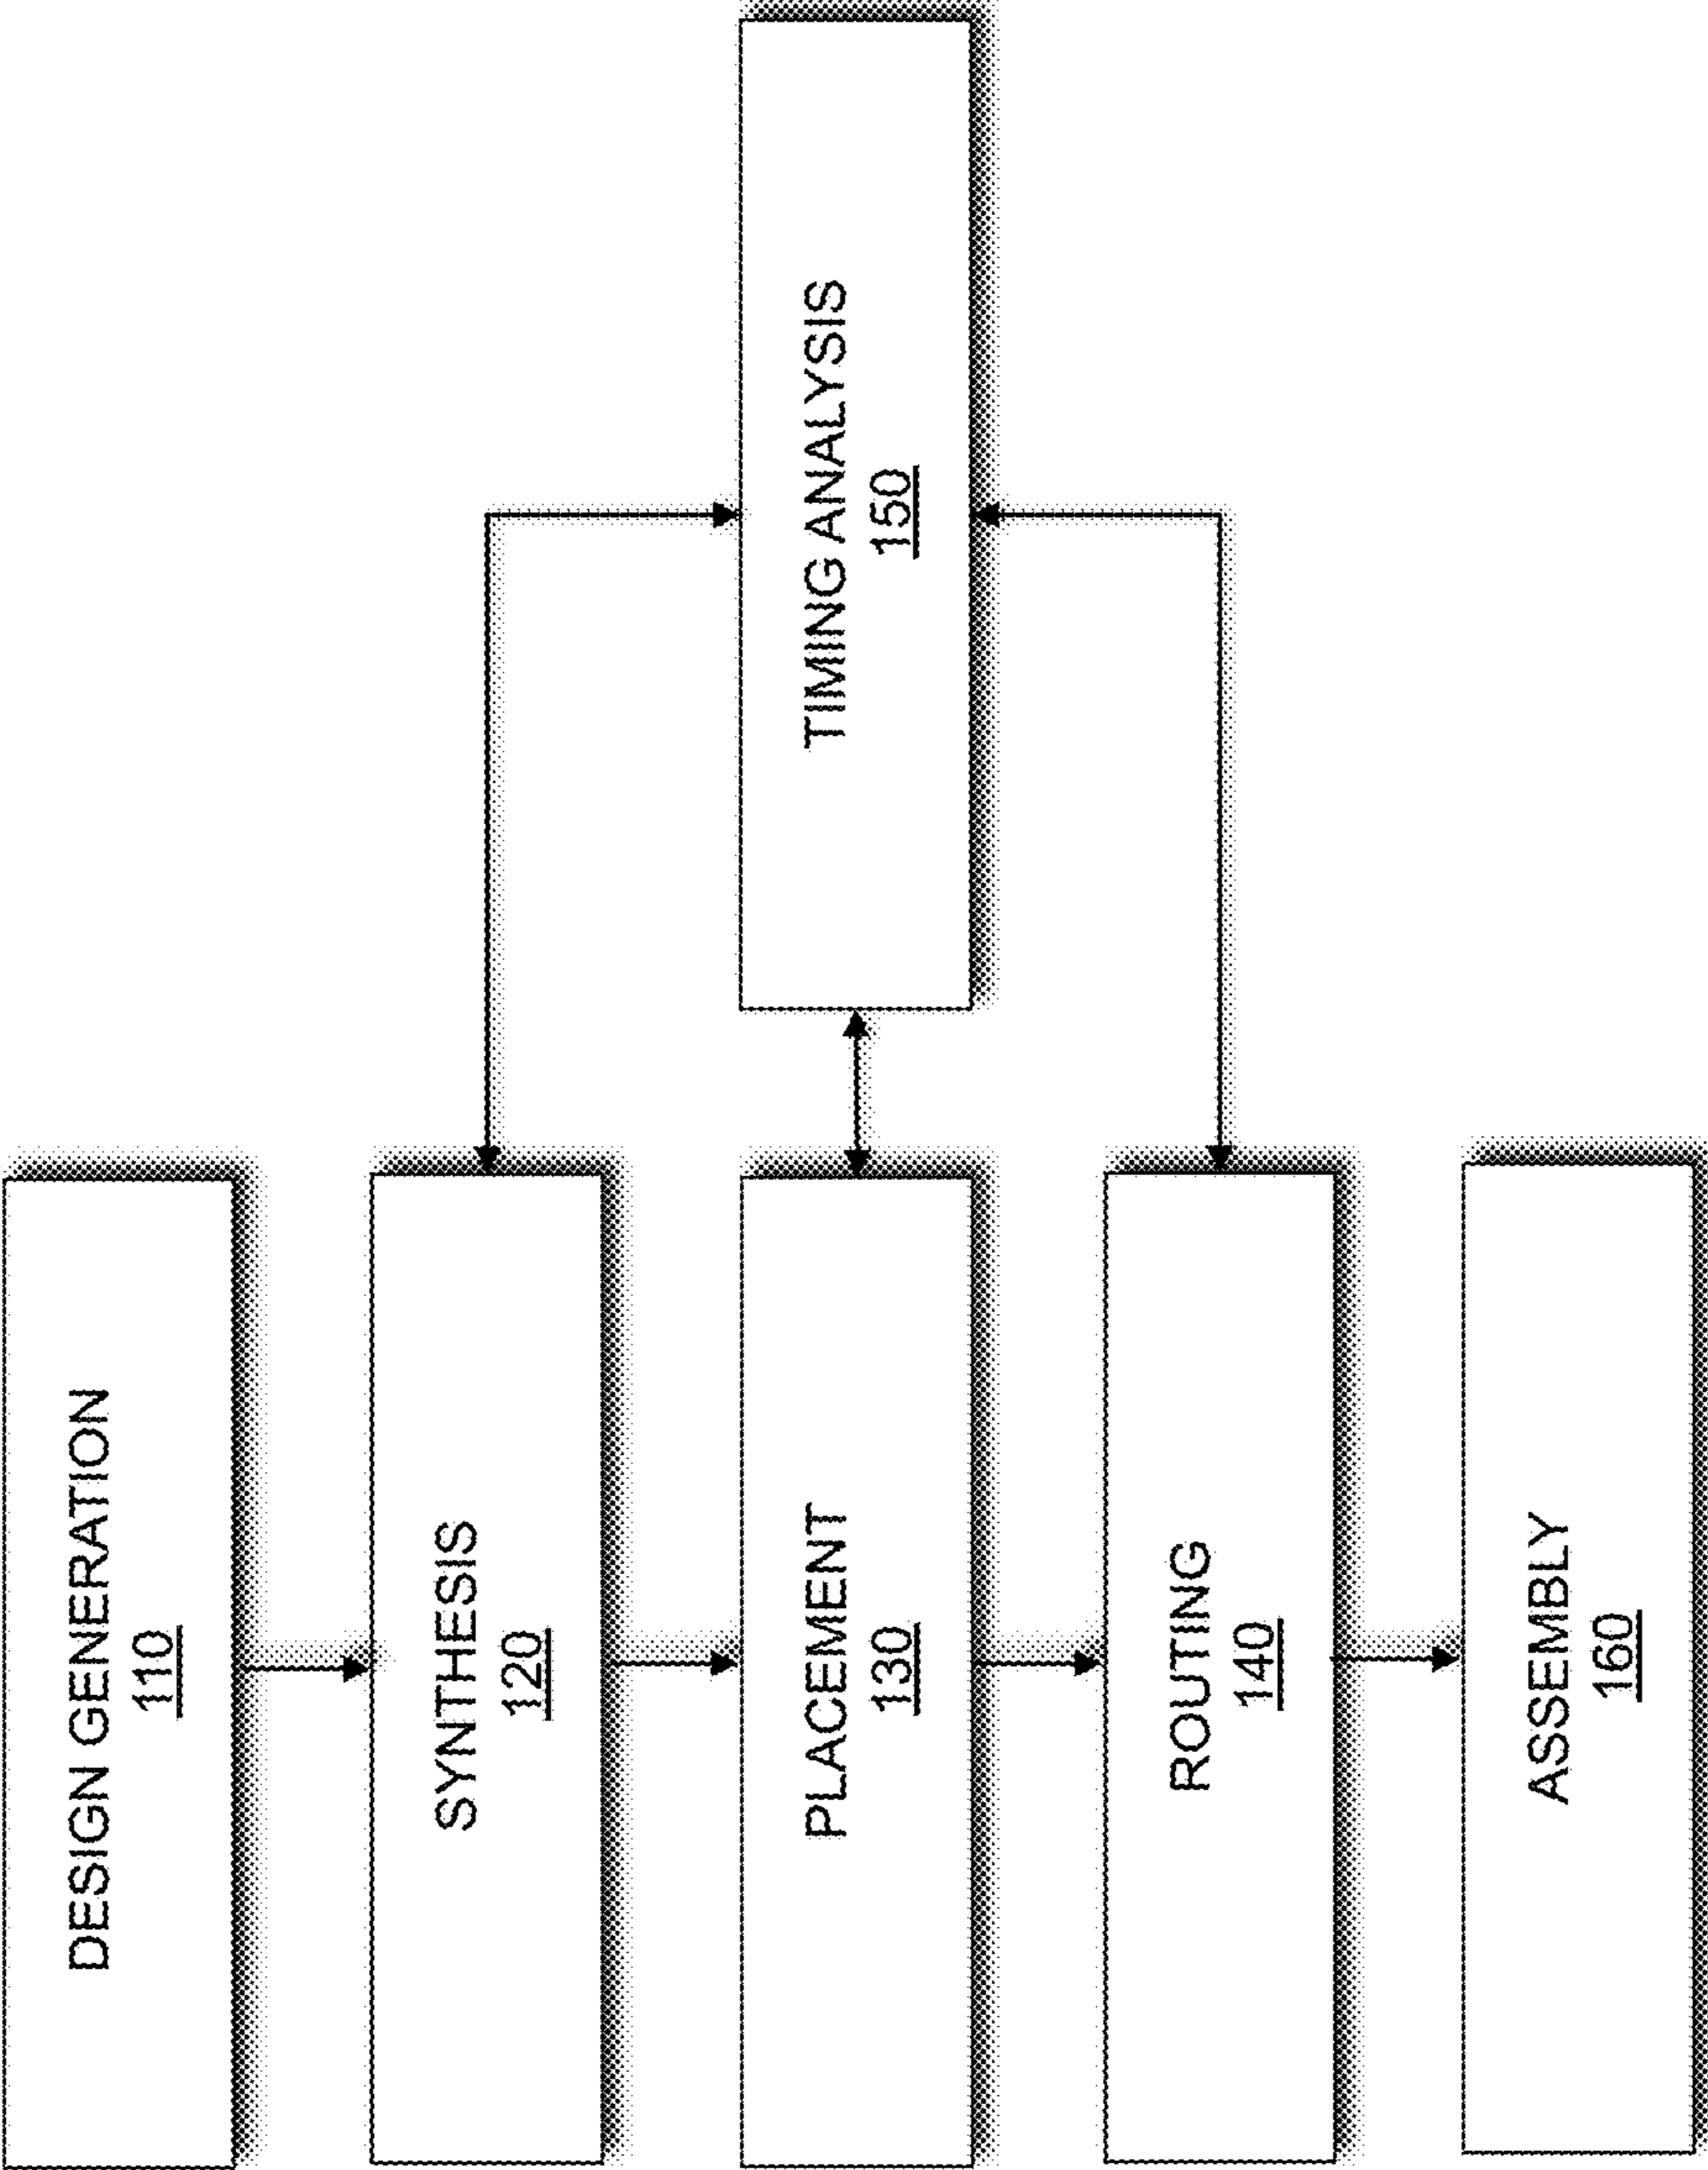 DESIGN GENERATION
110
SYNTHESIS
120
PLACEMENT
130
TIMING ANALYSIS
150
ROUTING
140
ASSEMBLY
160